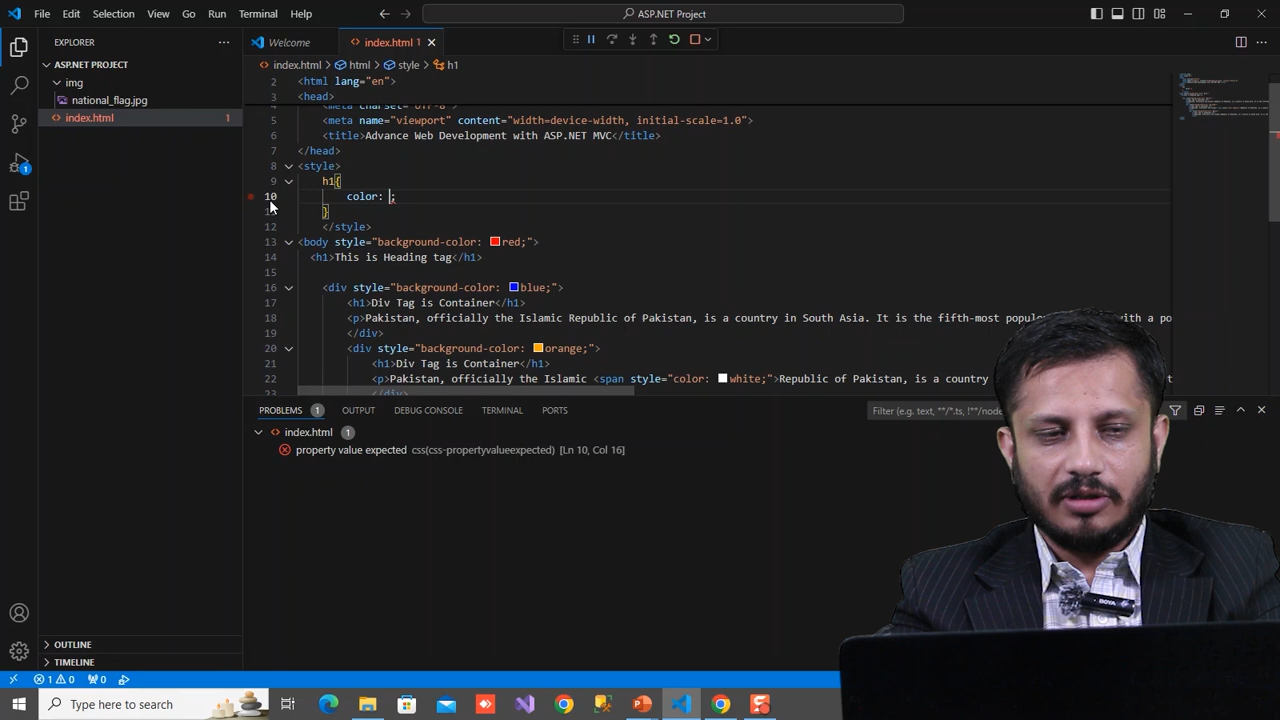 File Edit Selection View Go Run Terminal Help
ASP.NET Project
EXPLORER
ASP.NET PROJECT
img
national_flag.jpg
index.html 1
OUTLINE
TIMELINE
Welcome
index.html 1
index.html html style h1
2 <html lang="en">
3 <head>
5 <meta name="viewport" content="width=device-width, initial-scale=1.0">
6 <title>Advance Web Development with ASP.NET MVC</title>
7 </head>
8 <style>
9 h1{
10 color: ;
}
12 </style>
13 <body style="background-color: red;">
14 <h1>This is Heading tag</h1>
15
16 <div style="background-color: blue;">
17 <h1>Div Tag is Container</h1>
18 <p>Pakistan, officially the Islamic Republic of Pakistan, is a country in South Asia. It is the fifth-most with a po
19 </div>
20 <div style="background-color: orange;">
21 <h1>Div Tag is Container</h1>
22 <p>Pakistan, officially the Islamic <span style="color: white;">Republic of Pakistan, is a country
23 </div>
PROBLEMS 1 OUTPUT DEBUG CONSOLE TERMINAL PORTS
Filter (e.g. text, **/*.ts, !**/node
index.html 1
property value expected css(css-propertyvalueexpected) [Ln 10, Col 16]
1 0 0
Type here to search
BOYA